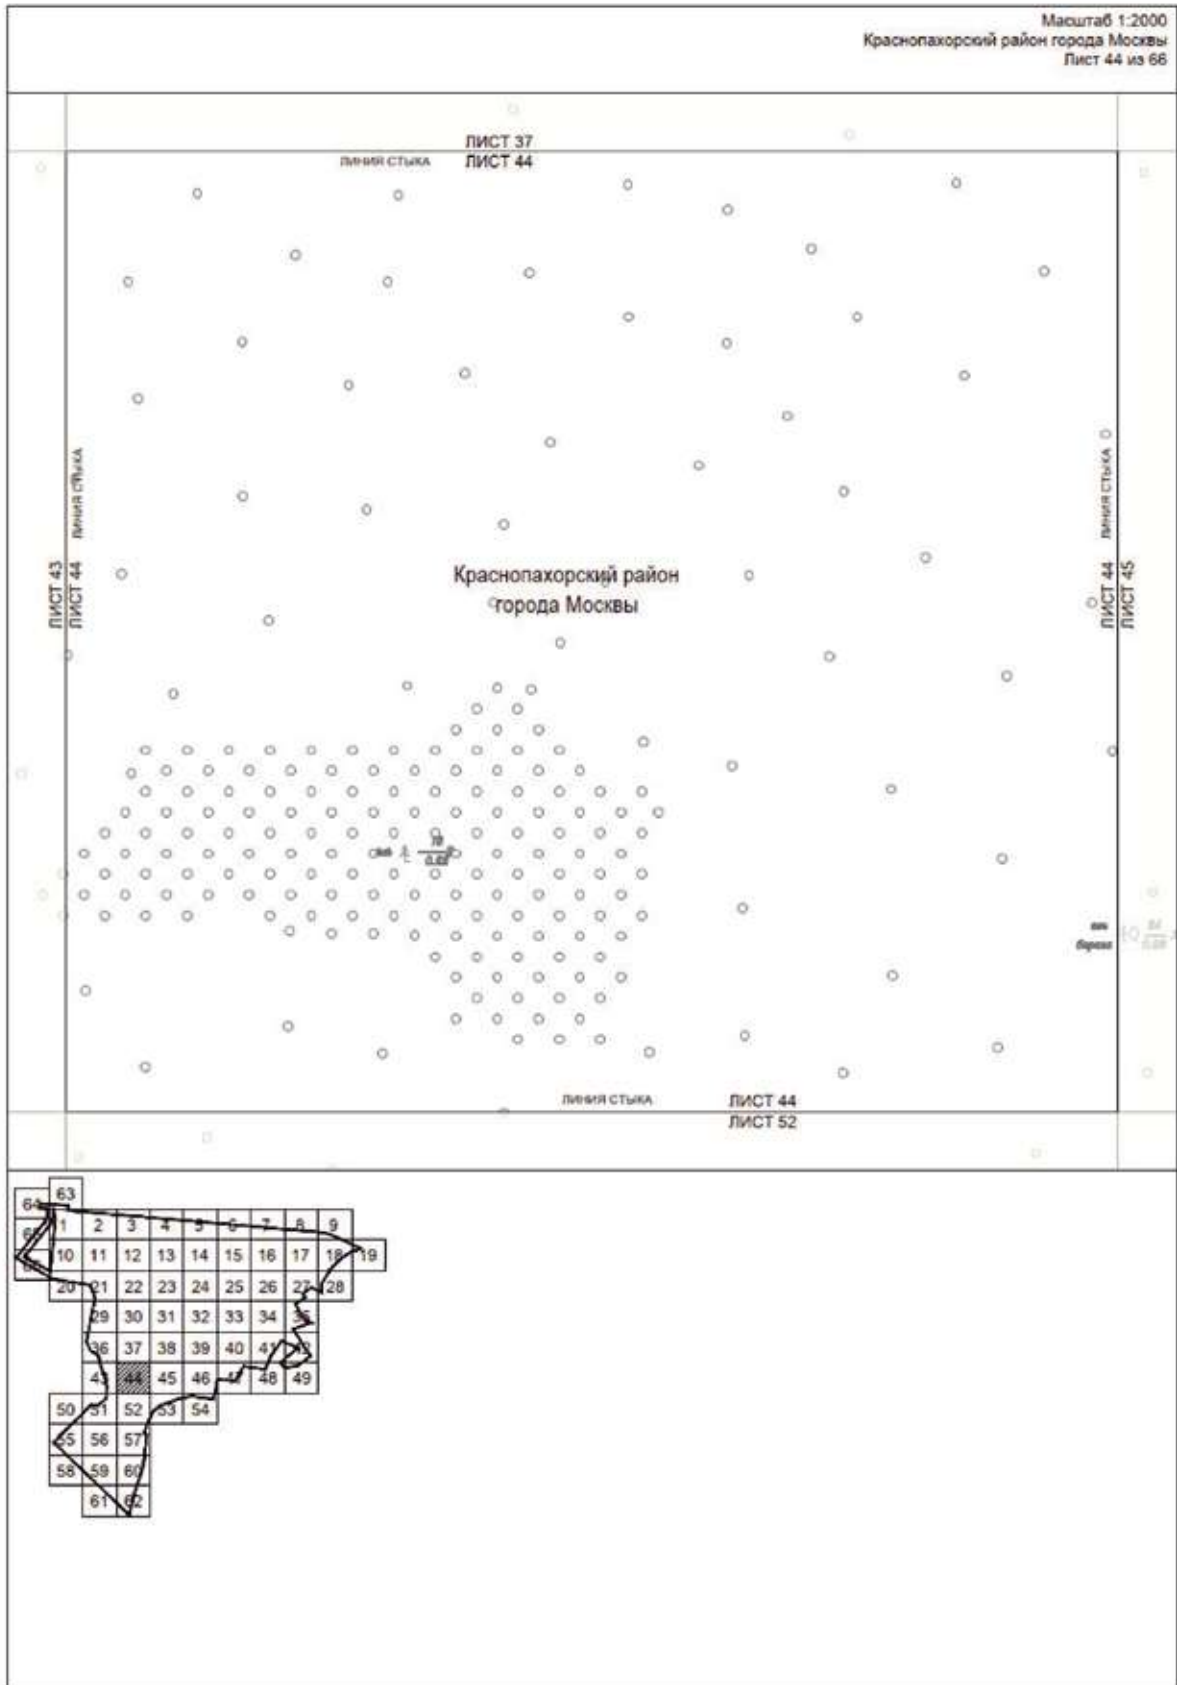 Масштаб 1:2000
Краснопахорский район города Москвы
Лист 44 из 66
ЛИСТ 37
ЛИНИЯ СТЫКА ЛИСТ 44
ЛИНИЯ СТЫКА
ЛИСТ 43
ЛИСТ 44
Краснопахорский район
города Москвы
ЛИНИЯ СТЫКА
ЛИСТ 44
ЛИСТ 45
береза
ЛИНИЯ СТЫКА ЛИСТ 44
ЛИСТ 52
63
64
1 2 3 4 5 6 7 8 9
65
10 11 12 13 14 15 16 17 18 19
20 21 22 23 24 25 26 27 28
29 30 31 32 33 34 35
36 37 38 39 40 41 42
43 44 45 46 47 48 49
50 51 52 53 54
55 56 57
58 59 60
61 62